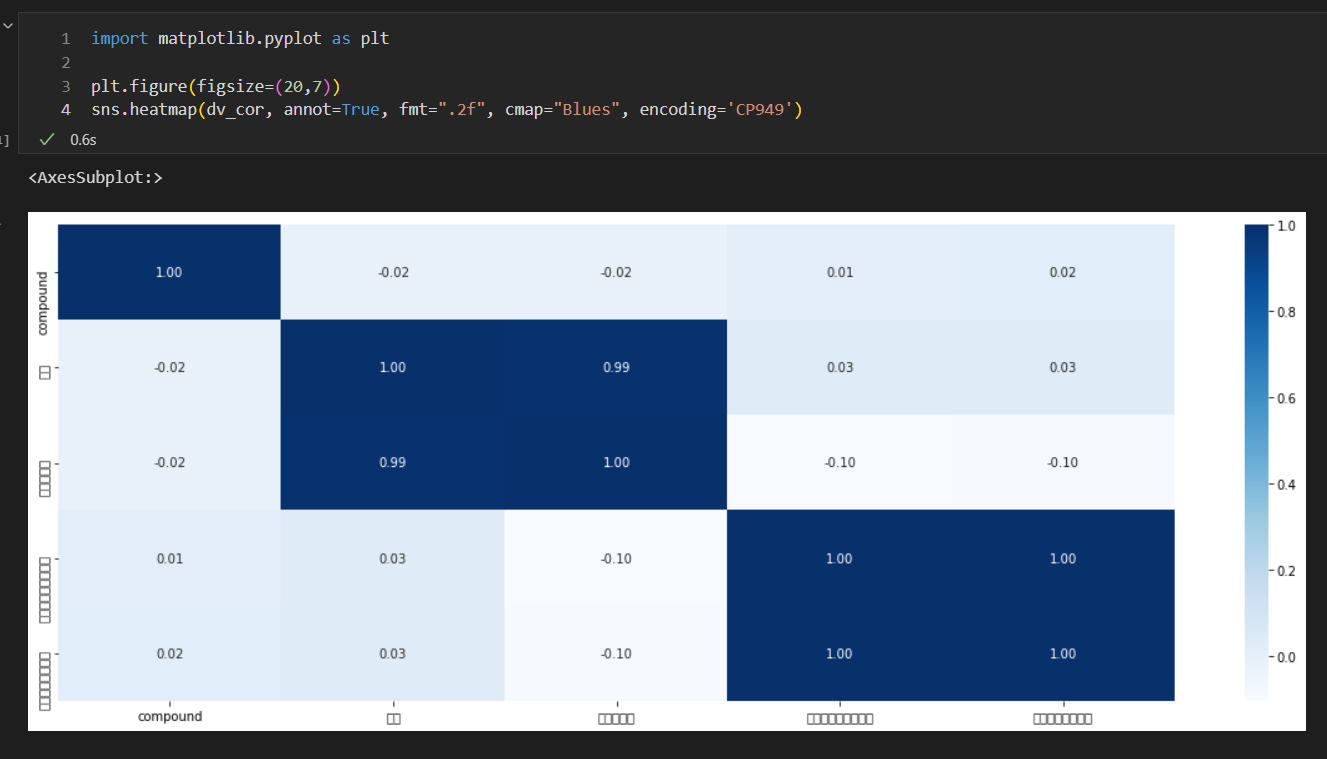 1 import matplotlib.pyplot as plt
2
3 plt.figure(figsize=(20,7))
4 sns.heatmap(dv_cor, annot=True, fmt=".2f", cmap="Blues", encoding='CP949')
] ✓ 0.6s
<AxesSubplot:>
compound 1.00 -0.02 -0.02 0.01 0.02
□□ -0.02 1.00 0.99 0.03 0.03
□□□□□ -0.02 0.99 1.00 -0.10 -0.10
□□□□□□□□□ 0.01 0.03 -0.10 1.00 1.00
□□□□□□□□ 0.02 0.03 -0.10 1.00 1.00
compound □□ □□□□□ □□□□□□□□□ □□□□□□□□
1.0
0.8
0.6
0.4
0.2
0.0